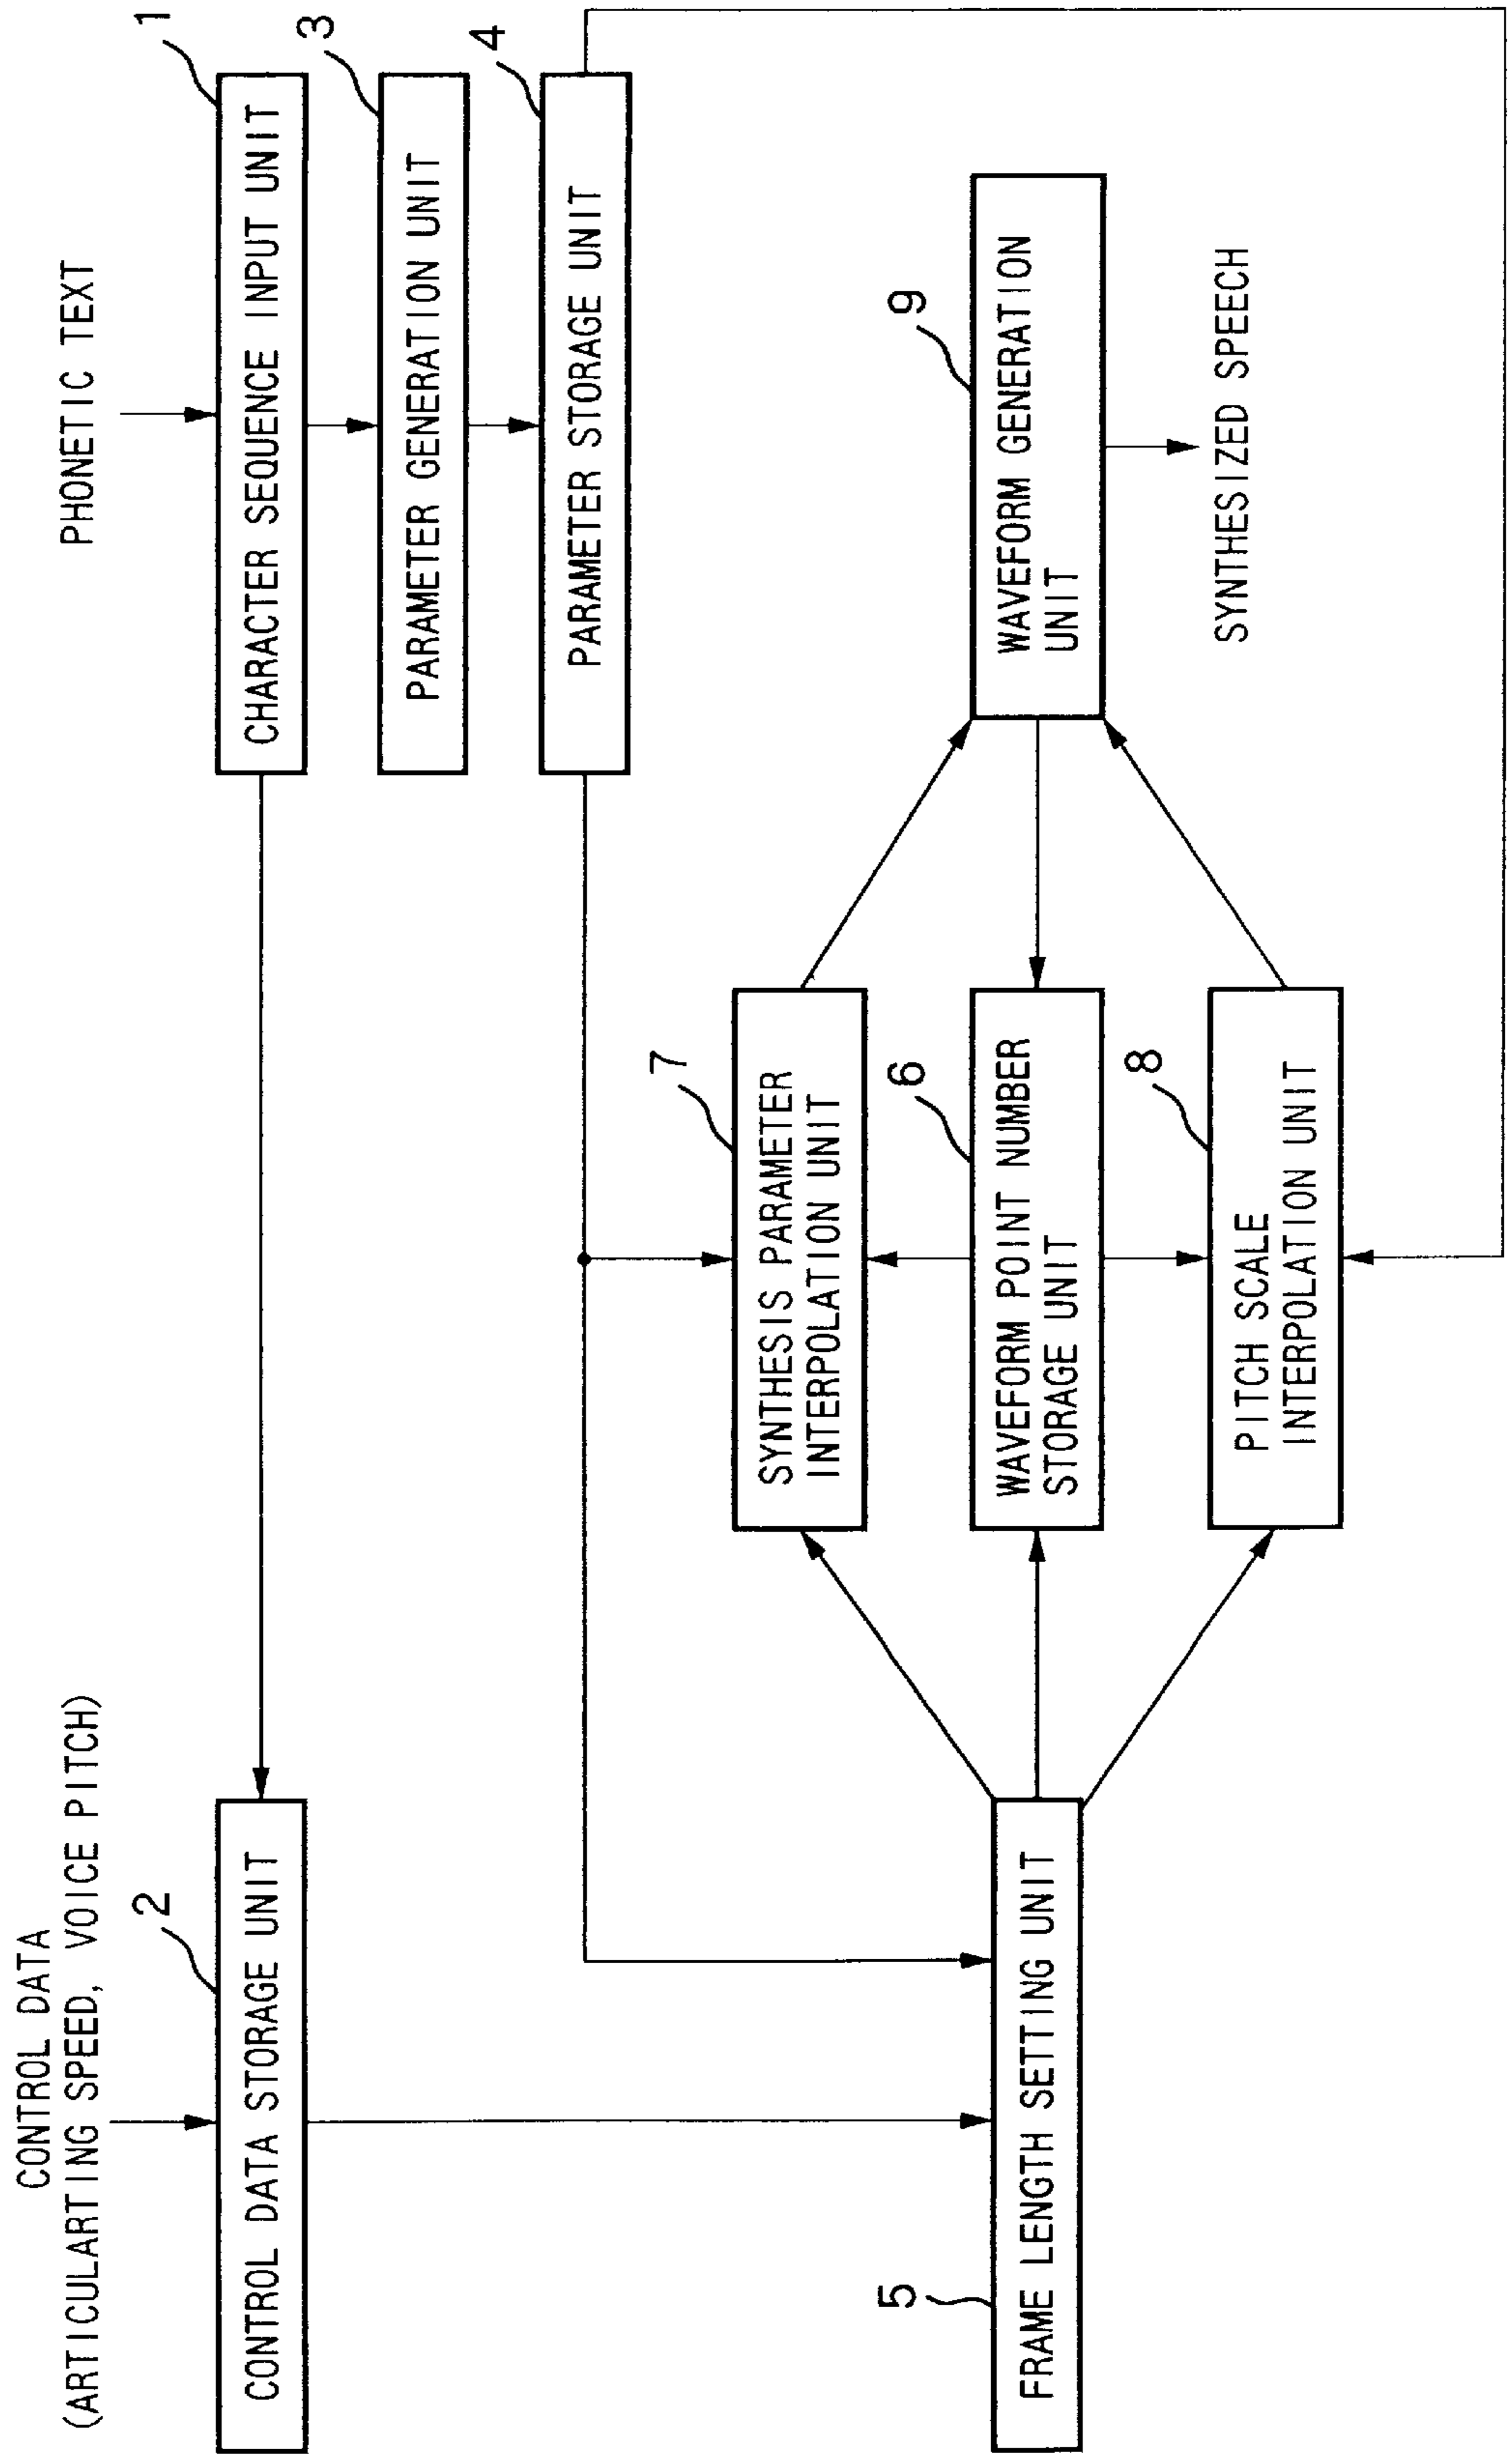 CONTROL DATA
(ARTICULARTING SPEED, VOICE PITCH)
2
CONTROL DATA STORAGE UNIT
PHONETIC TEXT
1
CHARACTER SEQUENCE INPUT UNIT
3
PARAMETER GENERATION UNIT
4
PARAMETER STORAGE UNIT
5
FRAME LENGTH SETTING UNIT
7
SYNTHESIS PARAMETER
INTERPOLATION UNIT
6
WAVEFORM POINT NUMBER
STORAGE UNIT
8
PITCH SCALE
INTERPOLATION UNIT
9
WAVEFORM GENERATION
UNIT
SYNTHESIZED SPEECH